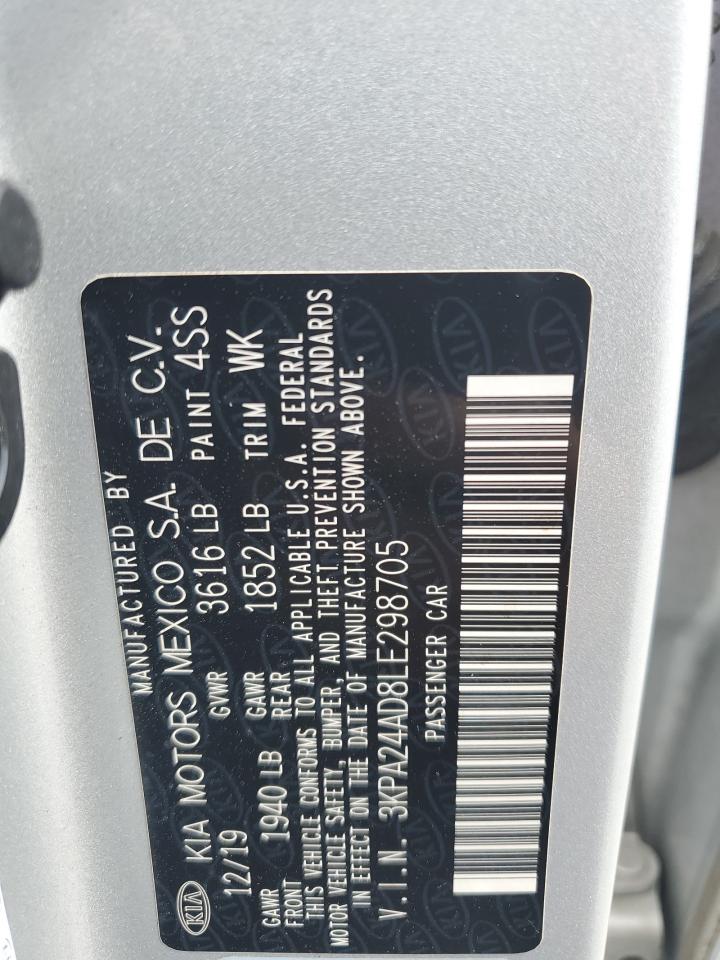 MANUFACTURED BY
KIA KIA MOTORS MEXICO S.A. DE C.V.
12/19 GVWR 3616 LB PAINT 4SS
GAWR FRONT 1940 LB GAWR REAR 1852 LB TRIM WK
THIS VEHICLE CONFORMS TO ALL APPLICABLE U.S.A. FEDERAL
MOTOR VEHICLE SAFETY, BUMPER, AND THEFT PREVENTION STANDARDS
IN EFFECT ON THE DATE OF MANUFACTURE SHOWN ABOVE.
V.I.N. 3KPA24AD8LE298705
PASSENGER CAR